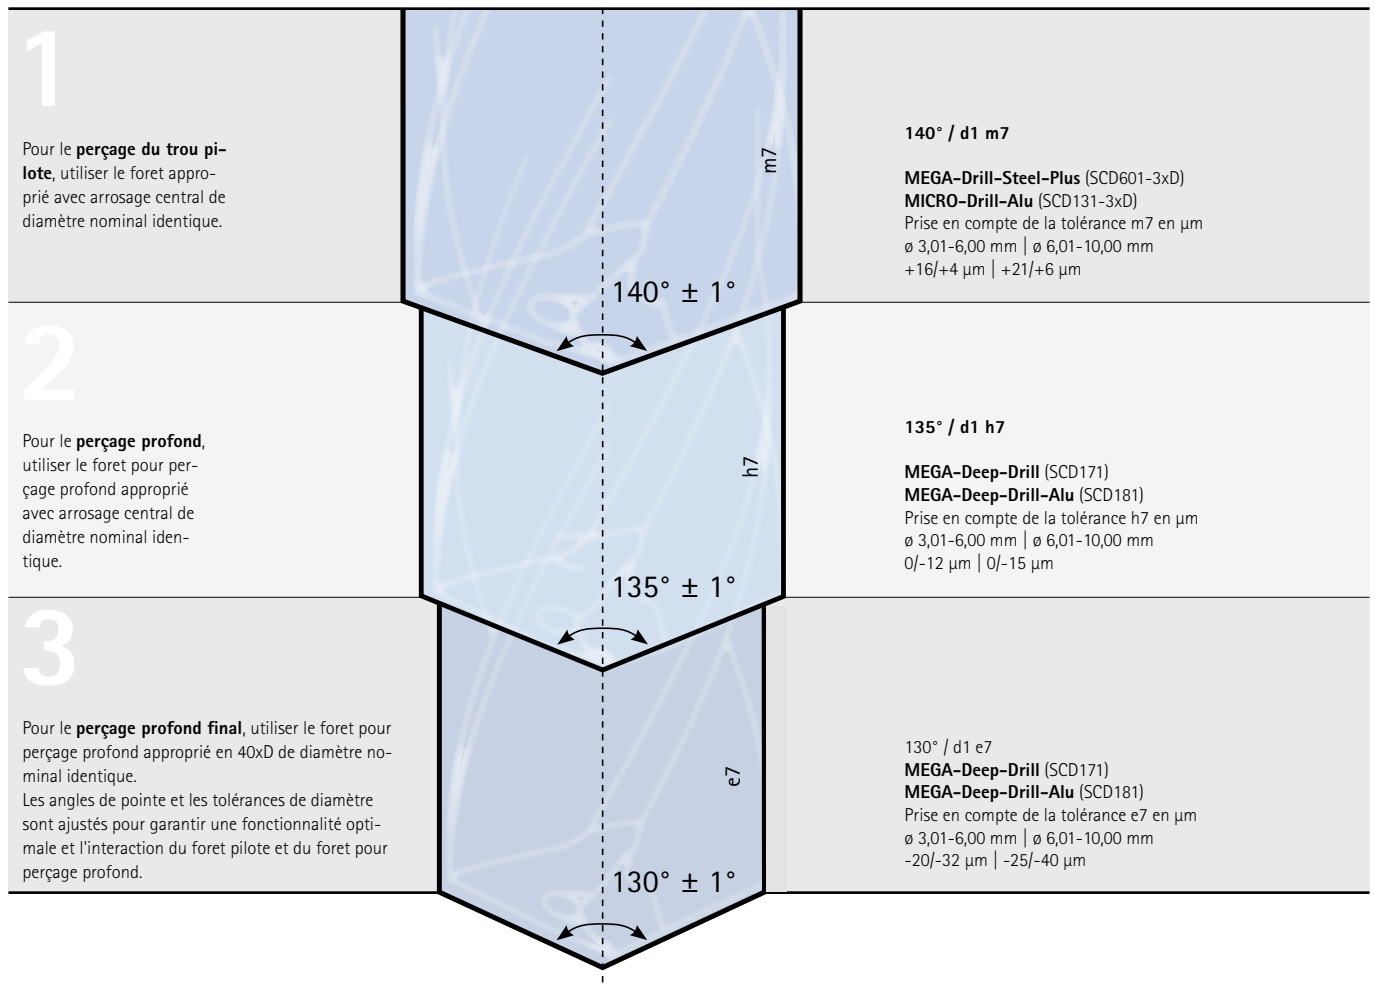 1
Pour le perçage du trou pi-
lote, utiliser le foret appro-
prié avec arrosage central de
diamètre nominal identique.
m7
140° ± 1°
140° / d1 m7
MEGA-Drill-Steel-Plus (SCD601-3xD)
MICRO-Drill-Alu (SCD131-3xD)
Prise en compte de la tolérance m7 en µm
ø 3,01-6,00 mm | ø 6,01-10,00 mm
+16/+4 µm | +21/+6 µm
2
Pour le perçage profond,
utiliser le foret pour per-
çage profond approprié
avec arrosage central de
diamètre nominal iden-
tique.
h7
135° ± 1°
135° / d1 h7
MEGA-Deep-Drill (SCD171)
MEGA-Deep-Drill-Alu (SCD181)
Prise en compte de la tolérance h7 en µm
ø 3,01-6,00 mm | ø 6,01-10,00 mm
0/-12 µm | 0/-15 µm
3
Pour le perçage profond final, utiliser le foret pour
perçage profond approprié en 40xD de diamètre no-
minal identique.
Les angles de pointe et les tolérances de diamètre
sont ajustés pour garantir une fonctionnalité opti-
male et l'interaction du foret pilote et du foret pour
perçage profond.
e7
130° ± 1°
130° / d1 e7
MEGA-Deep-Drill (SCD171)
MEGA-Deep-Drill-Alu (SCD181)
Prise en compte de la tolérance e7 en µm
ø 3,01-6,00 mm | ø 6,01-10,00 mm
-20/-32 µm | -25/-40 µm